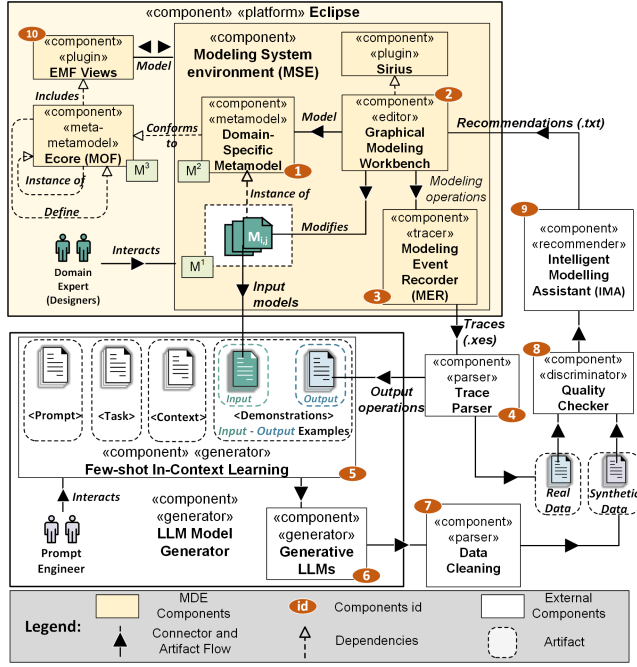 «component» «platform» Eclipse
10
«component»
«plugin»
EMF Views
Model
«component»
Modeling System
environment (MSE)
«component»
«plugin»
Sirius
Includes
«component»
«meta-
metamodel»
Ecore (MOF)
M3
Instance of
Define
Conforms
to
«component»
«metamodel»
Domain-
Specific
Metamodel
M2
1
Model
«component»
«editor»
Graphical
Modeling
Workbench
2
Recommendations (.txt)
Instance of
Modeling
operations
Mi,j
Modifies
M1
Domain
Expert
(Designers)
Interacts
Input
models
«component»
«tracer»
Modeling
Event
Recorder
(MER)
3
9
«component»
«recommender»
Intelligent
Modelling
Assistant (IMA)
Traces
(.xes)
<Prompt>
<Task>
<Context>
Input
Output
<Demonstrations>
Input - Output Examples
Output
operations
«component»
«parser»
Trace
Parser
4
8
«component»
«discriminator»
Quality
Checker
«component» «generator»
Few-shot In-Context Learning
5
Real
Data
Synthetic
Data
Interacts
Prompt
Engineer
«component»
«generator»
LLM Model
Generator
«component»
«generator»
Generative
LLMs
6
7
«component»
«parser»
Data
Cleaning
Legend:
MDE
Components
id
Components id
External
Components
Connector and
Artifact Flow
Dependencies
Artifact